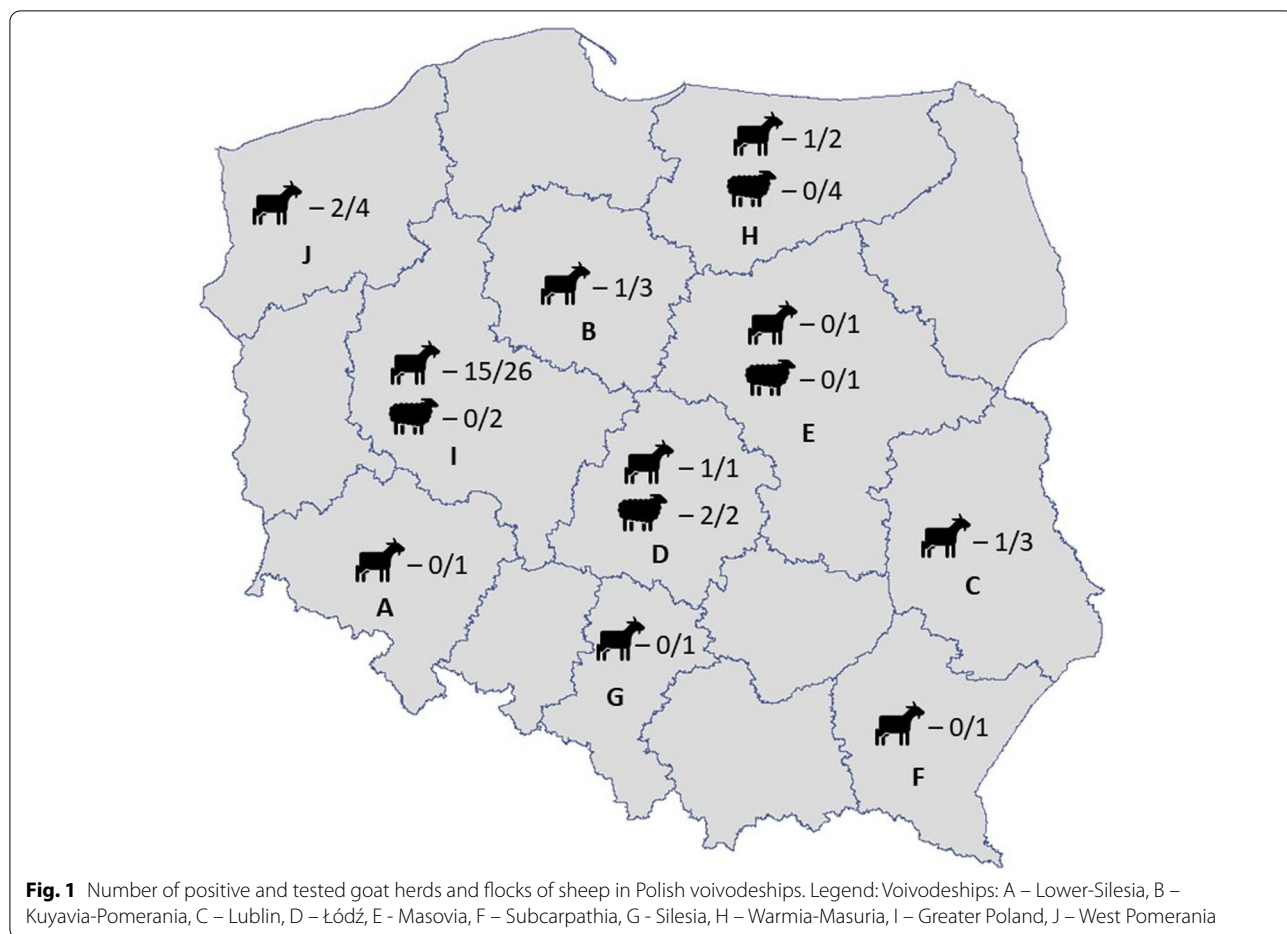 – 1/2
– 0/4
H
– 2/4
J
– 1/3
B
– 0/1
– 0/1
E
– 15/26
– 0/2
I
– 1/1
– 2/2
D
– 1/3
C
– 0/1
A
– 0/1
G
– 0/1
F
Fig. 1 Number of positive and tested goat herds and flocks of sheep in Polish voivodeships. Legend: Voivodeships: A – Lower-Silesia, B –
Kuyavia-Pomerania, C – Lublin, D – Łódź, E - Masovia, F – Subcarpathia, G - Silesia, H – Warmia-Masuria, I – Greater Poland, J – West Pomerania